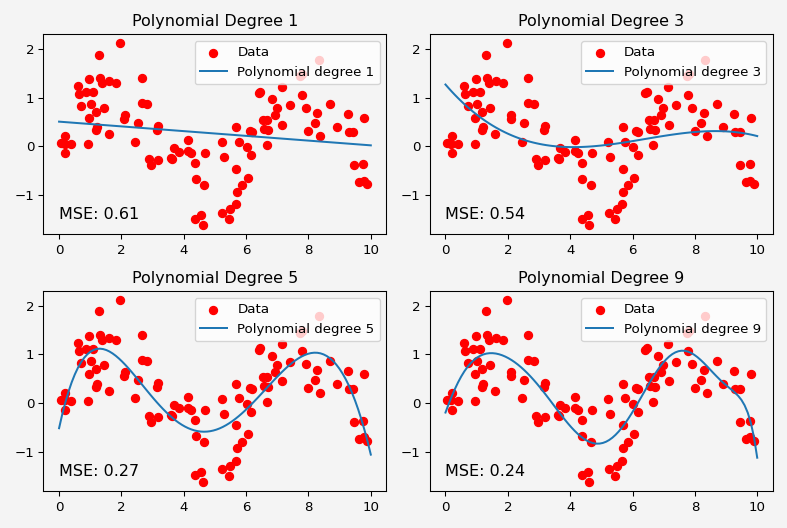 Polynomial Degree 1
2
1
0
−1
Data
Polynomial degree 1
MSE: 0.61
0 2 4 6 8 10
Polynomial Degree 3
2
1
0
−1
Data
Polynomial degree 3
MSE: 0.54
0 2 4 6 8 10
Polynomial Degree 5
2
1
0
−1
Data
Polynomial degree 5
MSE: 0.27
0 2 4 6 8 10
Polynomial Degree 9
2
1
0
−1
Data
Polynomial degree 9
MSE: 0.24
0 2 4 6 8 10